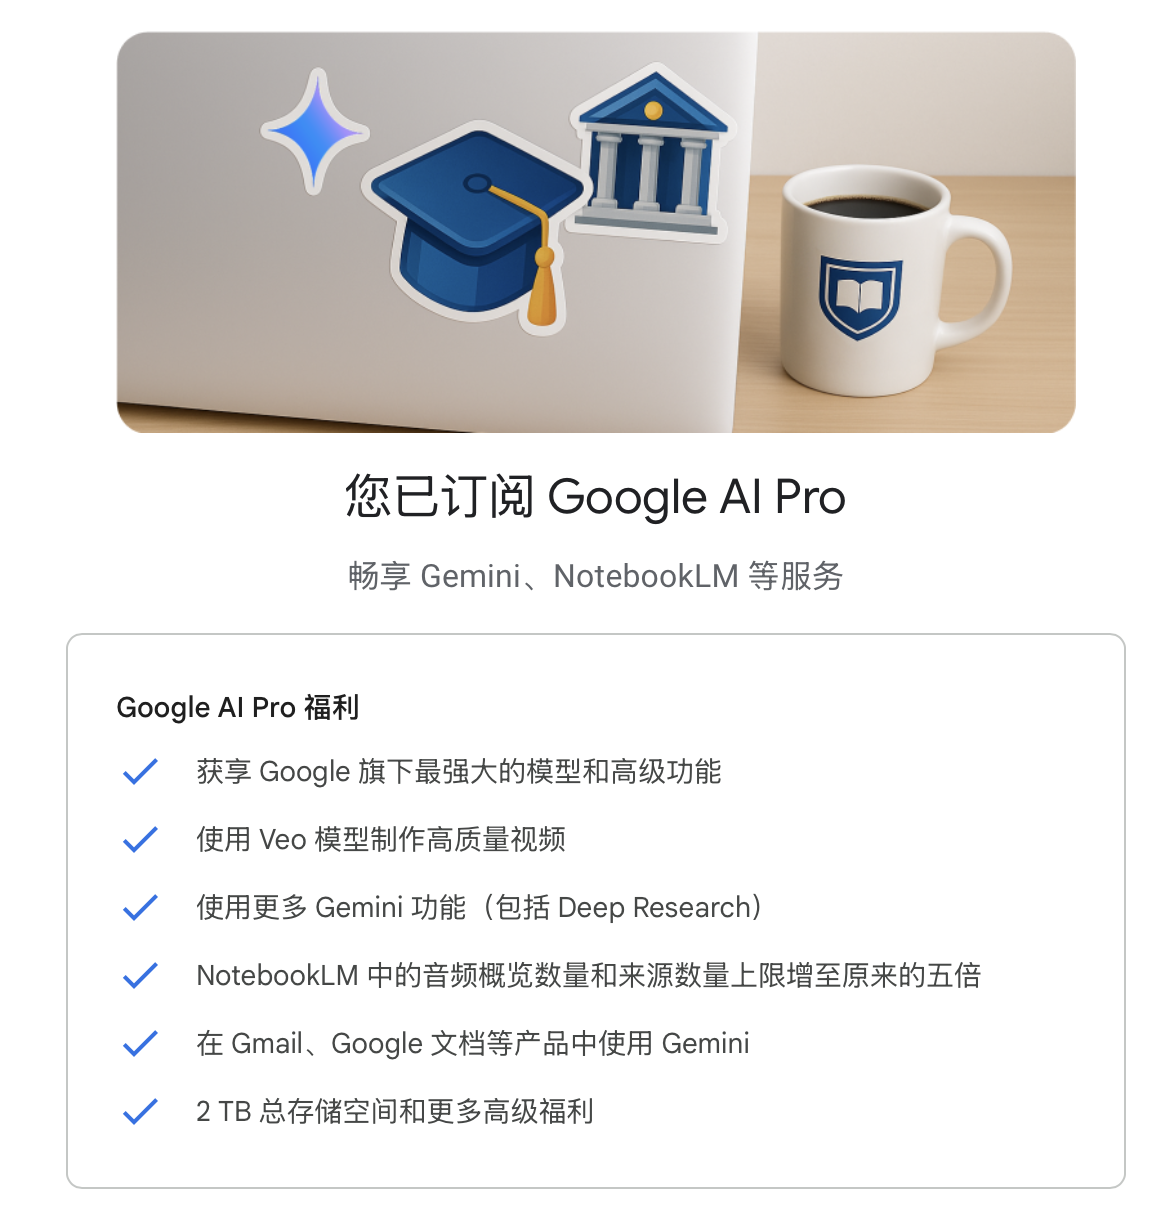 您已订阅 Google AI Pro
畅享 Gemini、NotebookLM 等服务
Google AI Pro 福利
获享 Google 旗下最强大的模型和高级功能
使用 Veo 模型制作高质量视频
使用更多 Gemini 功能（包括 Deep Research）
NotebookLM 中的音频概览数量和来源数量上限增至原来的五倍
在 Gmail、Google 文档等产品中使用 Gemini
2 TB 总存储空间和更多高级福利